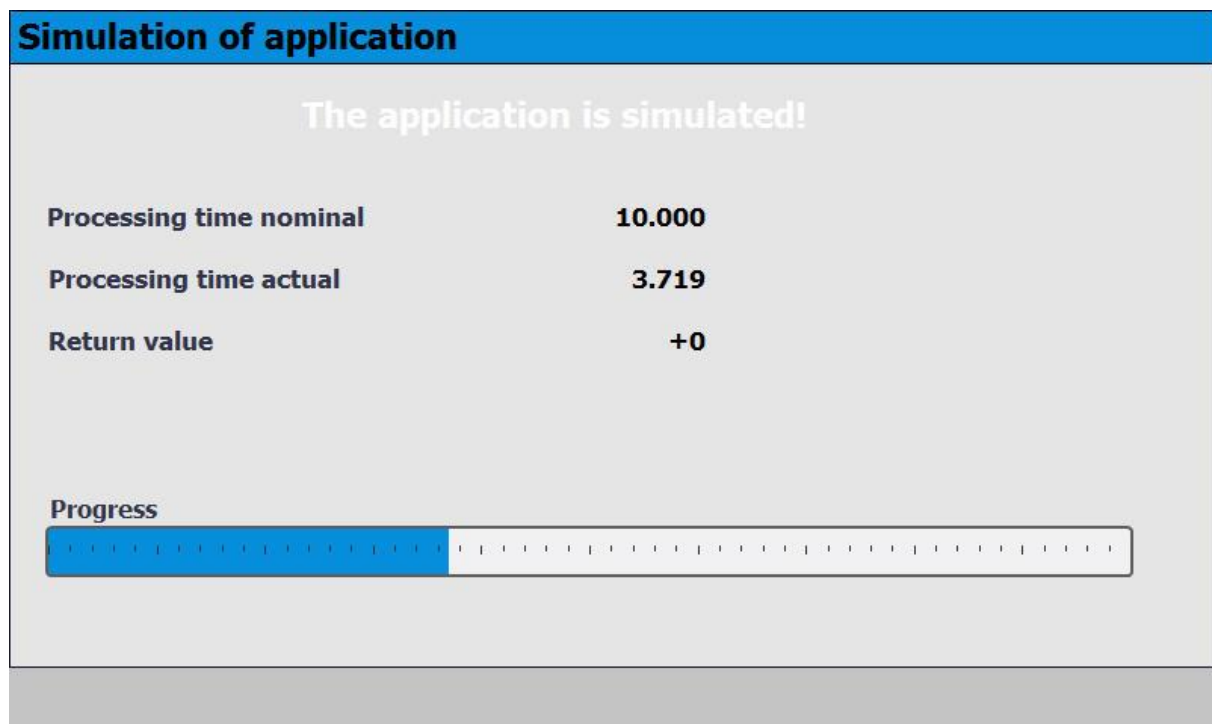 Simulation of application
The application is simulated!
Processing time nominal 10.000
Processing time actual 3.719
Return value +0
Progress